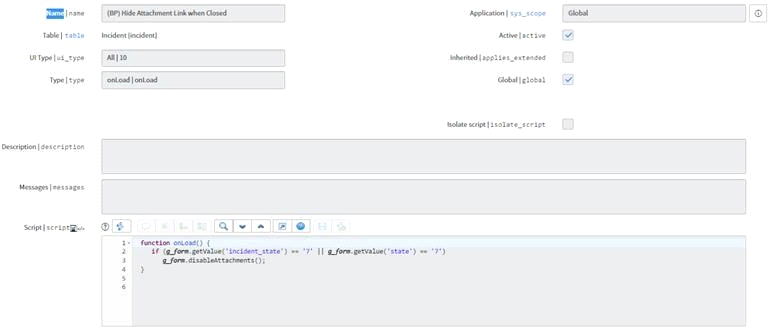 Name|name (BP) Hide Attachment Link when Closed Application| sys_scope Global
Table | table Incident [incident] Active|active
UI Type|ui_type All | 10 Inherited|applies_extended
Type|type onLoad | onLoad Global|global
Isolate script|isolate_script
Description|description
Messages|messages
Script|script
1 function onLoad() {
2 if (g_form.getValue('incident_state') == '7' || g_form.getValue('state') == '7')
3 g_form.disableAttachments();
4 }
5
6